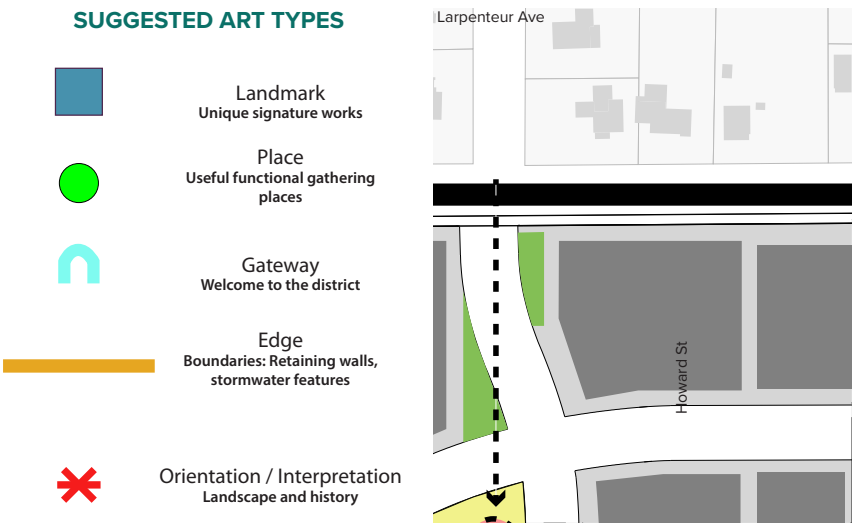 SUGGESTED ART TYPES
Landmark
Unique signature works
Place
Useful functional gathering
places
Gateway
Welcome to the district
Edge
Boundaries: Retaining walls,
stormwater features
Orientation / Interpretation
Landscape and history
Larpenteur Ave
Howard St